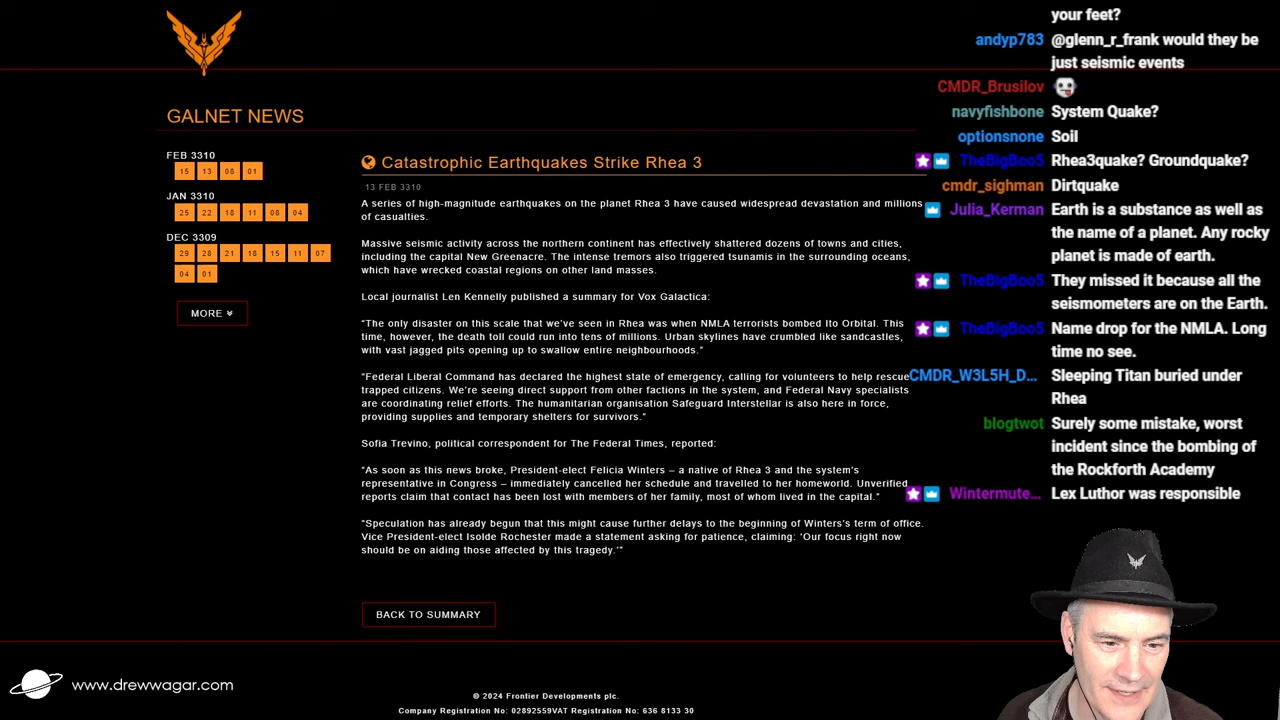 GALNET NEWS
FEB 3310
15 13 08 01
JAN 3310
25 22 18 11 08 04
DEC 3309
29 28 21 18 15 11 07
04 01
MORE
Catastrophic Earthquakes Strike Rhea 3
13 FEB 3310
A series of high-magnitude earthquakes on the planet Rhea 3 have caused widespread devastation and millions
of casualties.
Massive seismic activity across the northern continent has effectively shattered dozens of towns and cities,
including the capital New Greenacre. The intense tremors also triggered tsunamis in the surrounding oceans,
which have wrecked coastal regions on other land masses.
Local journalist Len Kennelly published a summary for Vox Galactica:
“The only disaster on this scale that we’ve seen in Rhea was when NMLA terrorists bombed Ito Orbital. This
time, however, the death toll could run into tens of millions. Urban skylines have crumbled like sandcastles,
with vast jagged pits opening up to swallow entire neighbourhoods.”
“Federal Liberal Command has declared the highest state of emergency, calling for volunteers to help rescue
trapped citizens. We’re seeing direct support from other factions in the system, and Federal Navy specialists
are coordinating relief efforts. The humanitarian organisation Safeguard Interstellar is also here in force,
providing supplies and temporary shelters for survivors.”
Sofia Trevino, political correspondent for The Federal Times, reported:
“As soon as this news broke, President-elect Felicia Winters – a native of Rhea 3 and the system’s
representative in Congress – immediately cancelled her schedule and travelled to her homeworld. Unverified
reports claim that contact has been lost with members of her family, most of whom lived in the capital.”
“Speculation has already begun that this might cause further delays to the beginning of Winters’s term of office.
Vice President-elect Isolde Rochester made a statement asking for patience, claiming: ‘Our focus right now
should be on aiding those affected by this tragedy.’”
BACK TO SUMMARY
your feet?
andyp783 @glenn_r_frank would they be
just seismic events
CMDR_Brusilov
navyfishbone System Quake?
optionsnone Soil
TheBigBoo5 Rhea3quake? Groundquake?
cmdr_sighman Dirtquake
Julia_Kerman Earth is a substance as well as
the name of a planet. Any rocky
planet is made of earth.
TheBigBoo5 They missed it because all the
seismometers are on the Earth.
TheBigBoo5 Name drop for the NMLA. Long
time no see.
CMDR_W3L5H_D... Sleeping Titan buried under
Rhea
blogtwot Surely some mistake, worst
incident since the bombing of
the Rockforth Academy
Wintermute... Lex Luthor was responsible
www.drewwagar.com
© 2024 Frontier Developments plc.
Company Registration No: 02892559VAT Registration No: 636 8133 30